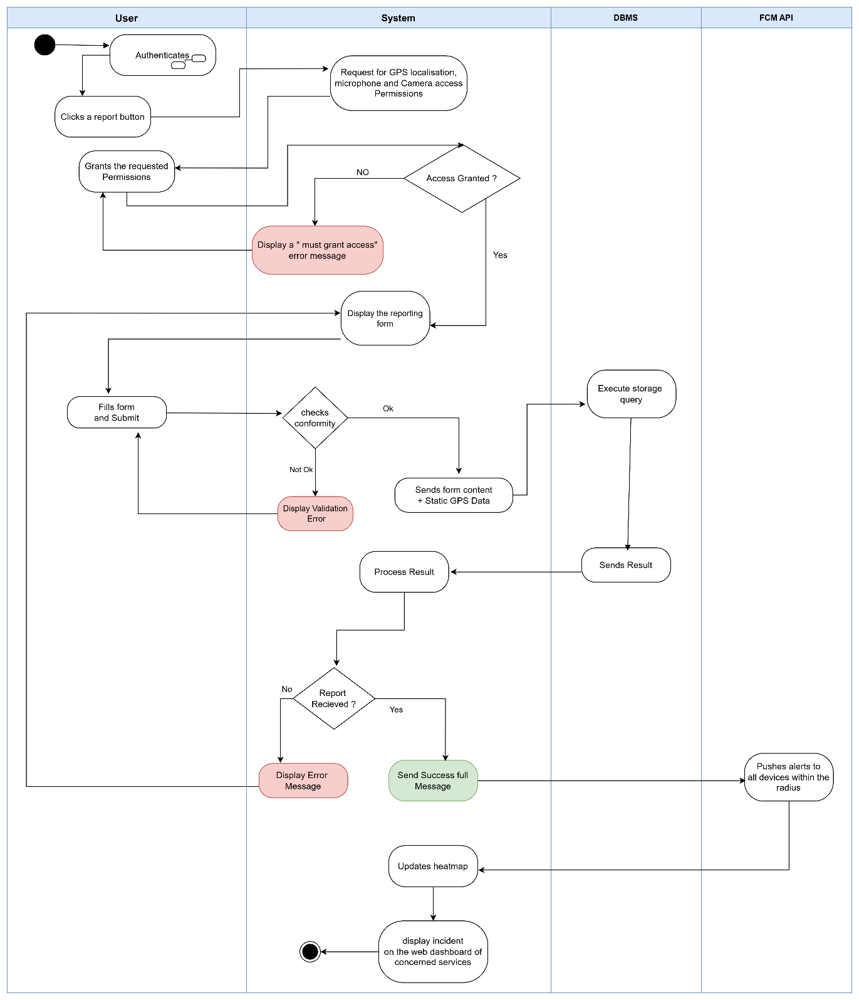 User
System
DBMS
FCM API
Authenticates
Request for GPS localisation,
microphone and Camera access
Permissions
Clicks a report button
Grants the requested
Permissions
NO
Access Granted ?
Display a " must grant access"
error message
Yes
Display the reporting
form
Execute storage
query
Fills form
and Submit
checks
conformity
Ok
Not Ok
Sends form content
+ Static GPS Data
Display Validation
Error
Process Result
Sends Result
No
Report
Recieved ?
Yes
Display Error
Message
Send Success full
Message
Pushes alerts to
all devices within the
radius
Updates heatmap
display incident
on the web dashboard of
concerned services